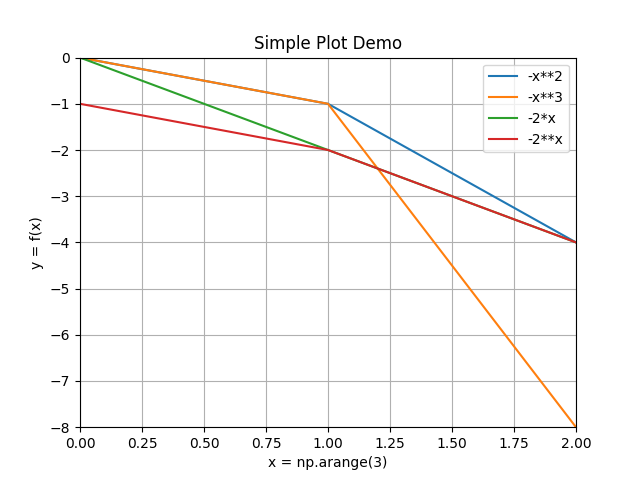 Simple Plot Demo
-x**2
-x**3
-2*x
-2**x
0
−1
−2
−3
−4
−5
−6
−7
−8
y = f(x)
0.00 0.25 0.50 0.75 1.00 1.25 1.50 1.75 2.00
x = np.arange(3)